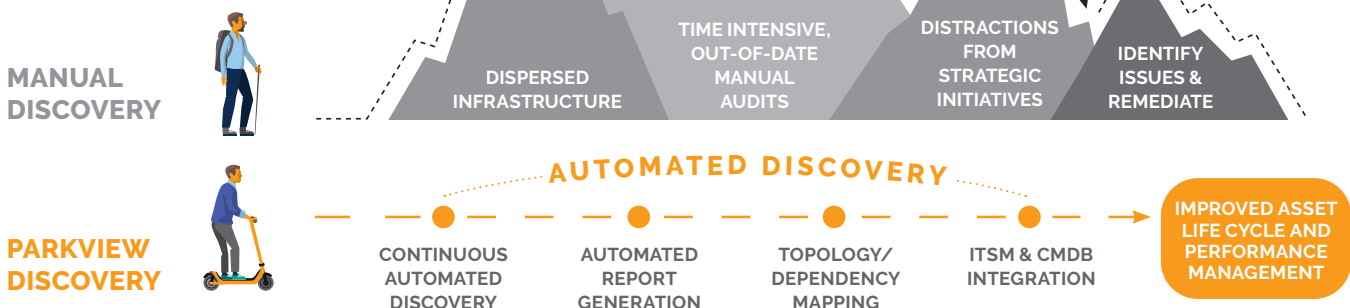 MANUAL
DISCOVERY
DISPERSED
INFRASTRUCTURE
TIME INTENSIVE,
OUT-OF-DATE
MANUAL
AUDITS
DISTRACTIONS
FROM
STRATEGIC
INITIATIVES
IDENTIFY
ISSUES &
REMEDIATE
AUTOMATED DISCOVERY
PARKVIEW
DISCOVERY
CONTINUOUS
AUTOMATED
DISCOVERY
AUTOMATED
REPORT
GENERATION
TOPOLOGY/
DEPENDENCY
MAPPING
ITSM & CMDB
INTEGRATION
IMPROVED ASSET
LIFE CYCLE AND
PERFORMANCE
MANAGEMENT